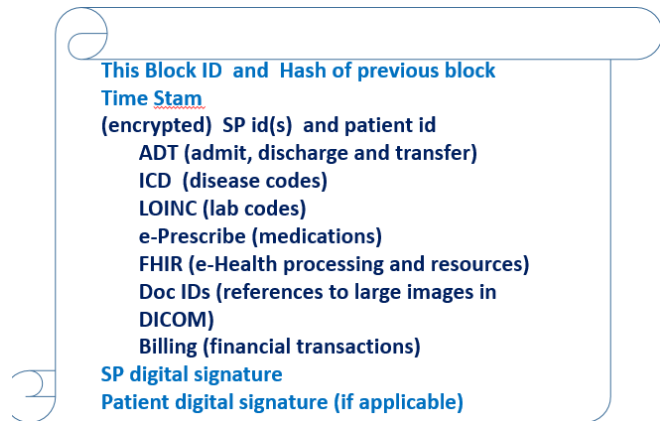 This Block ID and Hash of previous block
Time Stam
(encrypted) SP id(s) and patient id
ADT (admit, discharge and transfer)
ICD (disease codes)
LOINC (lab codes)
e-Prescribe (medications)
FHIR (e-Health processing and resources)
Doc IDs (references to large images in
DICOM)
Billing (financial transactions)
SP digital signature
Patient digital signature (if applicable)